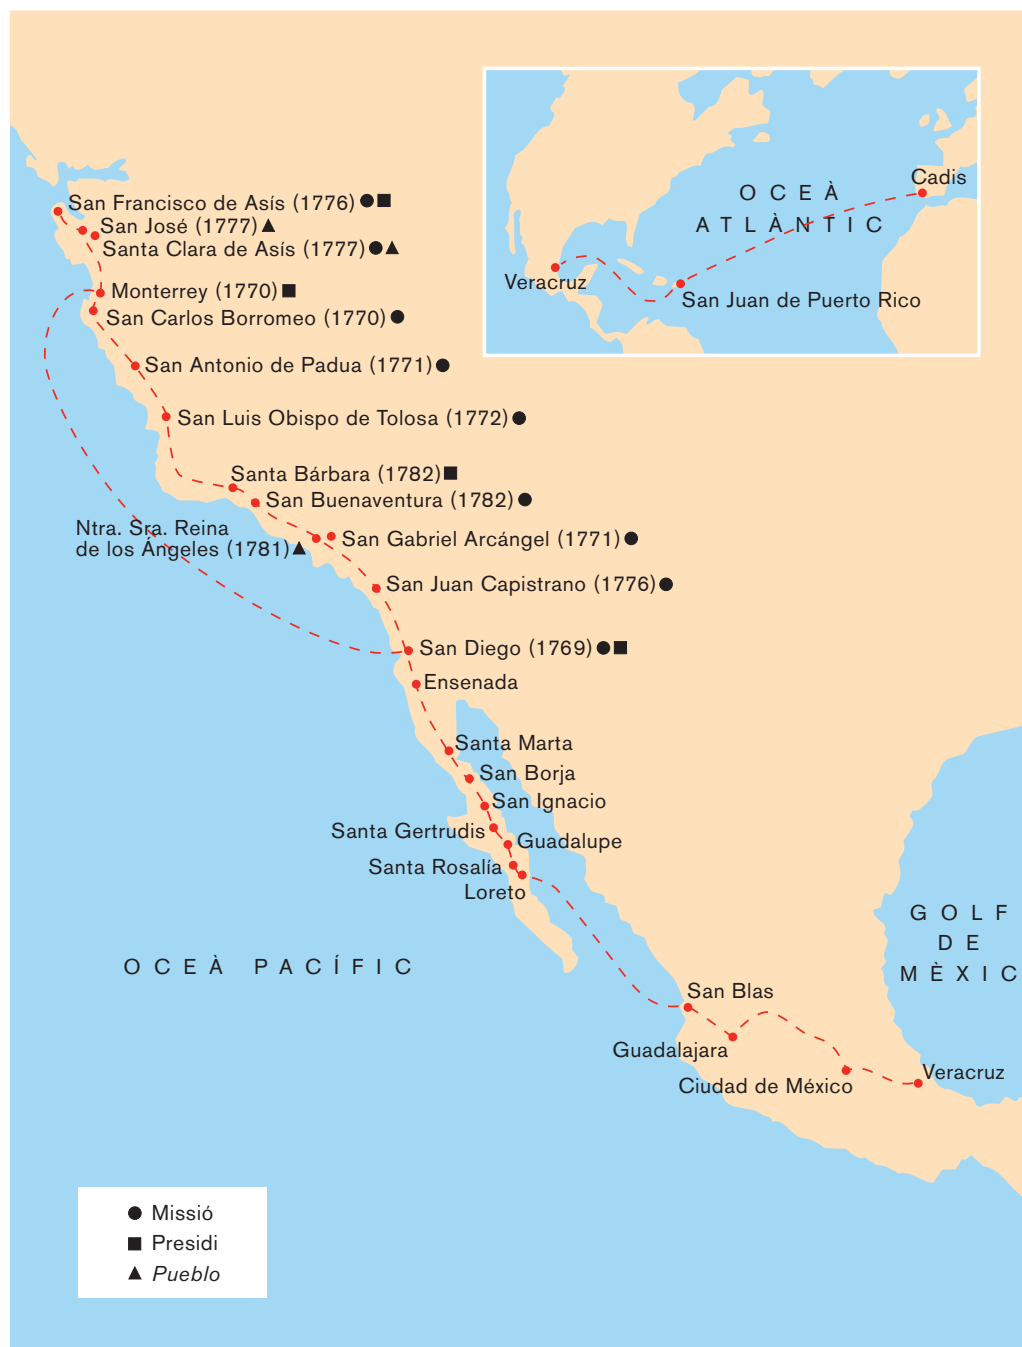 OCEÀ
ATLÀNTIC
Cadis
Veracruz
San Juan de Puerto Rico
San Francisco de Asís (1776)
San José (1777)
Santa Clara de Asís (1777)
Monterrey (1770)
San Carlos Borromeo (1770)
San Antonio de Padua (1771)
San Luis Obispo de Tolosa (1772)
Santa Bárbara (1782)
San Buenaventura (1782)
Ntra. Sra. Reina
de los Ángeles (1781)
San Gabriel Arcángel (1771)
San Juan Capistrano (1776)
San Diego (1769)
Ensenada
Santa Marta
San Borja
San Ignacio
Santa Gertrudis
Guadalupe
Santa Rosalía
Loreto
GOLF
DE
MÈXIC
OCEÀ PACÍFIC
San Blas
Guadalajara
Ciudad de México
Veracruz
Missió
Presidi
Pueblo